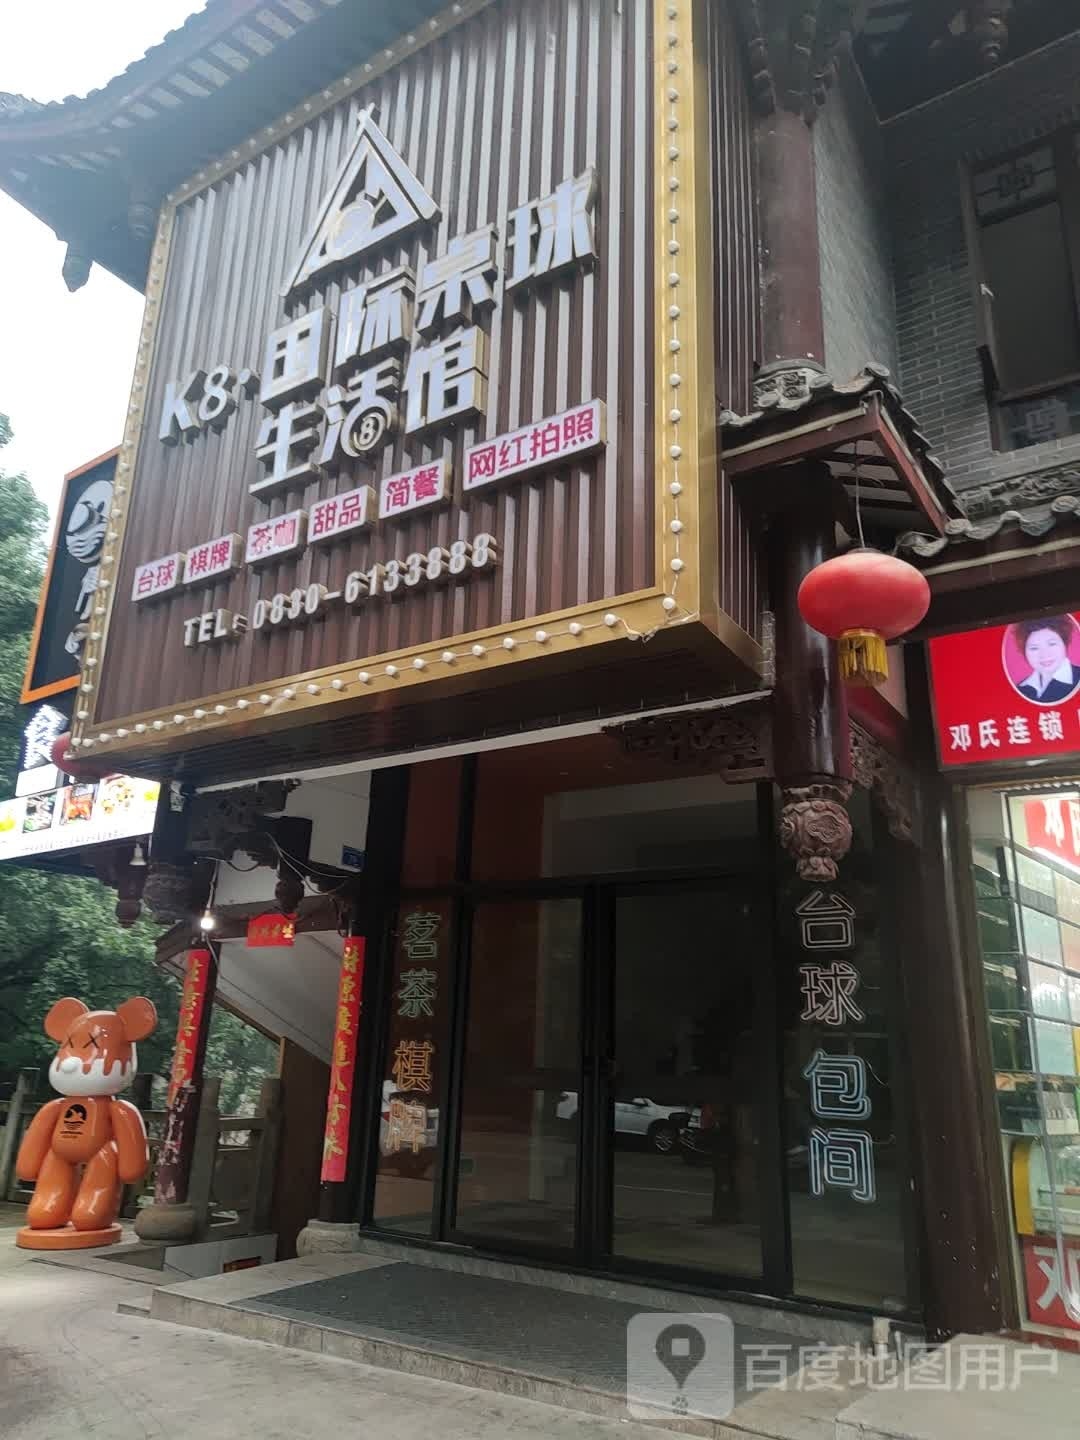 K8·国际桌球
生活馆
8
台球 棋牌 茶咖 甜品 简餐 网红拍照
TEL: 0830-6133888
邓氏连锁
茗茶 棋牌
台球 包间
百度地图用户